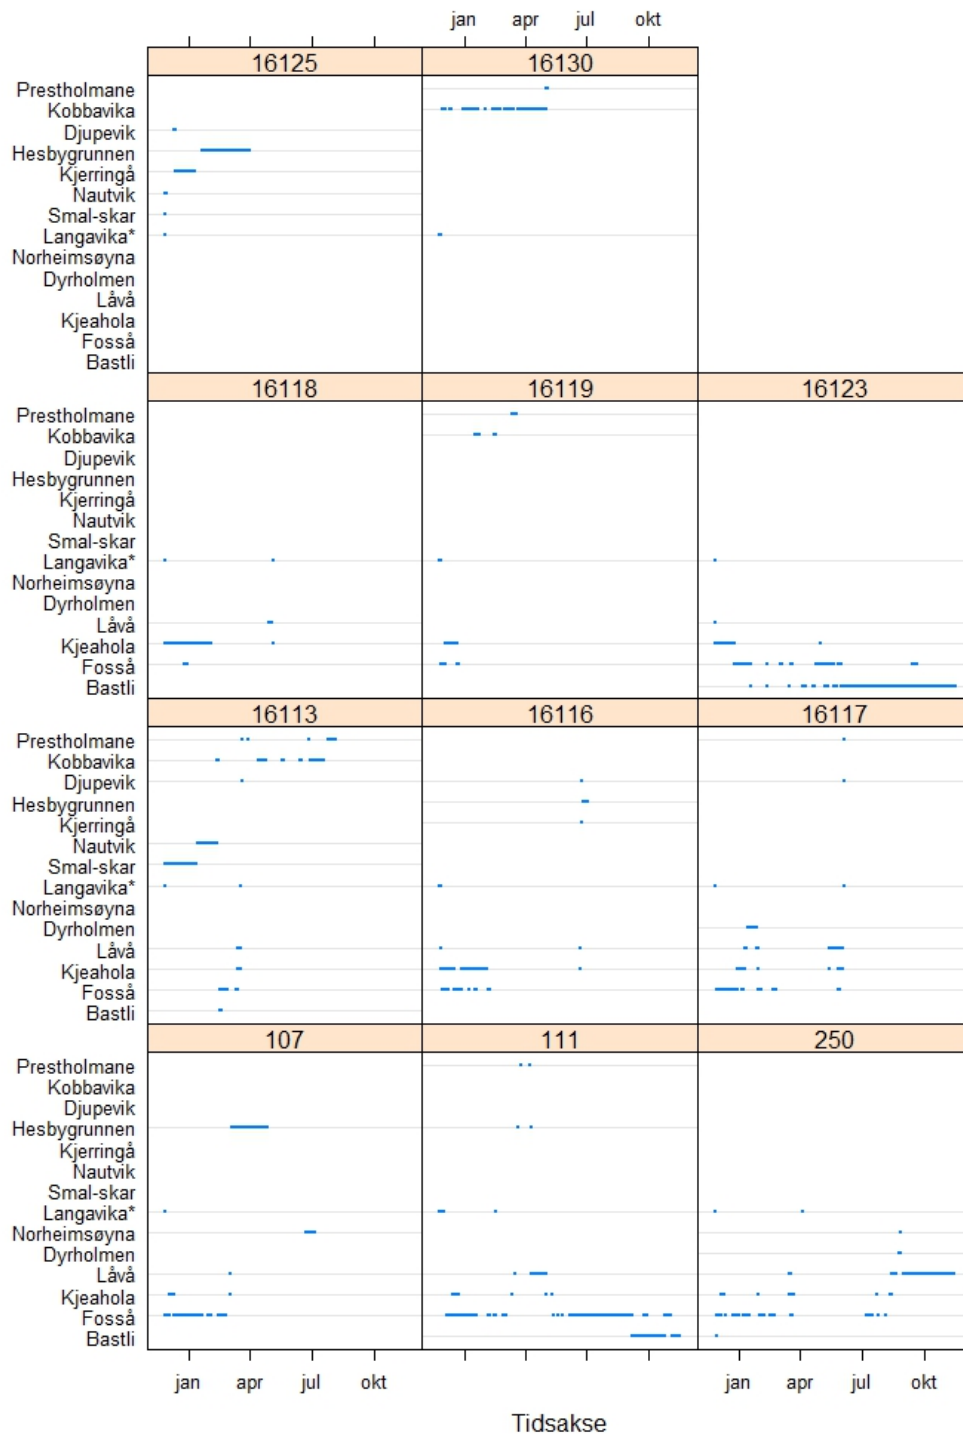 jan apr jul okt
16125 16130
Prestholmane
Kobbavika
Djupevik
Hesbygrunnen
Kjerringå
Nautvik
Smal-skar
Langavika*
Norheimsøyna
Dyrholmen
Låvå
Kjeahola
Fosså
Bastli
16118 16119 16123
Prestholmane
Kobbavika
Djupevik
Hesbygrunnen
Kjerringå
Nautvik
Smal-skar
Langavika*
Norheimsøyna
Dyrholmen
Låvå
Kjeahola
Fosså
Bastli
16113 16116 16117
Prestholmane
Kobbavika
Djupevik
Hesbygrunnen
Kjerringå
Nautvik
Smal-skar
Langavika*
Norheimsøyna
Dyrholmen
Låvå
Kjeahola
Fosså
Bastli
107 111 250
Prestholmane
Kobbavika
Djupevik
Hesbygrunnen
Kjerringå
Nautvik
Smal-skar
Langavika*
Norheimsøyna
Dyrholmen
Låvå
Kjeahola
Fosså
Bastli
jan apr jul okt jan apr jul okt
Tidsakse